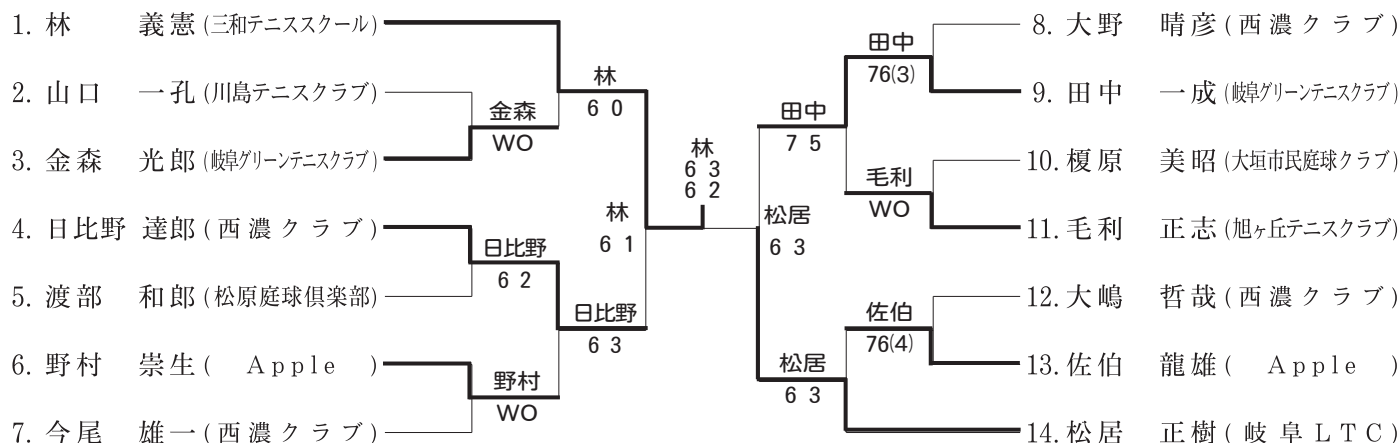 1. 林 義憲 (三和テニススクール)
2. 山口 一孔 (川島テニスクラブ)
3. 金森 光郎 (岐阜グリーンテニスクラブ)
4. 日比野 達郎 (西濃クラブ)
5. 渡部 和郎 (松原庭球倶楽部)
6. 野村 崇生 ( Apple )
7. 今尾 雄一 (西濃クラブ)
金森
WO
日比野
6 2
野村
WO
林
6 0
日比野
6 3
林
6 1
林
6 3
6 2
松居
6 3
田中
7 5
松居
6 3
田中
76(3)
毛利
WO
佐伯
76(4)
8. 大野 晴彦 (西濃クラブ)
9. 田中 一成 (岐阜グリーンテニスクラブ)
10. 榎原 美昭 (大垣市民庭球クラブ)
11. 毛利 正志 (旭ヶ丘テニスクラブ)
12. 大嶋 哲哉 (西濃クラブ)
13. 佐伯 龍雄 ( Apple )
14. 松居 正樹 (岐阜LTC)